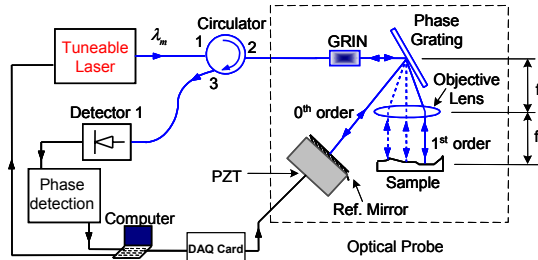 Tuneable
Laser
λm
Circulator
1
2
3
GRIN
Phase
Grating
Objective
Lens
f
f
0th order
1st order
Sample
Detector 1
PZT
Ref. Mirror
Phase
detection
Computer
DAQ Card
Optical Probe